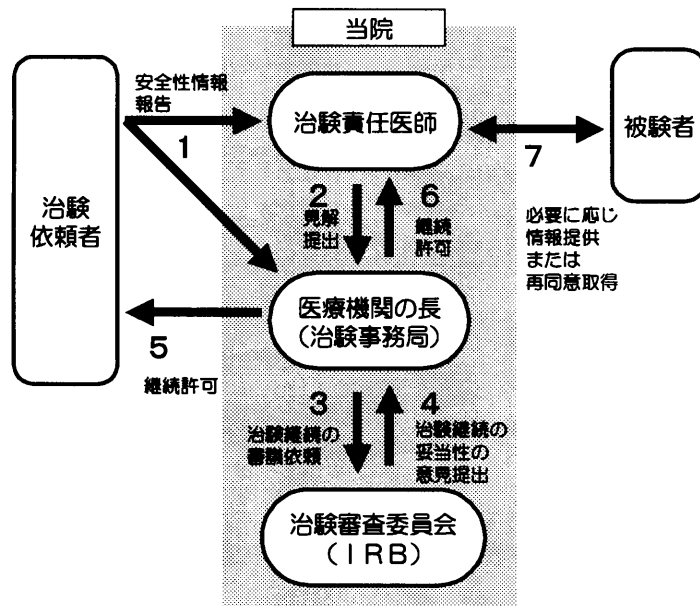 当院
安全性情報
報告
1
治験
依頼者
治験責任医師
被験者
7
必要に応じ
情報提供
または
再同意取得
2
見解
提出
6
継続
許可
医療機関の長
（治験事務局）
5
継続許可
3
治験継続の
審議依頼
4
治験継続の
妥当性の
意見提出
治験審査委員会
（IRB）